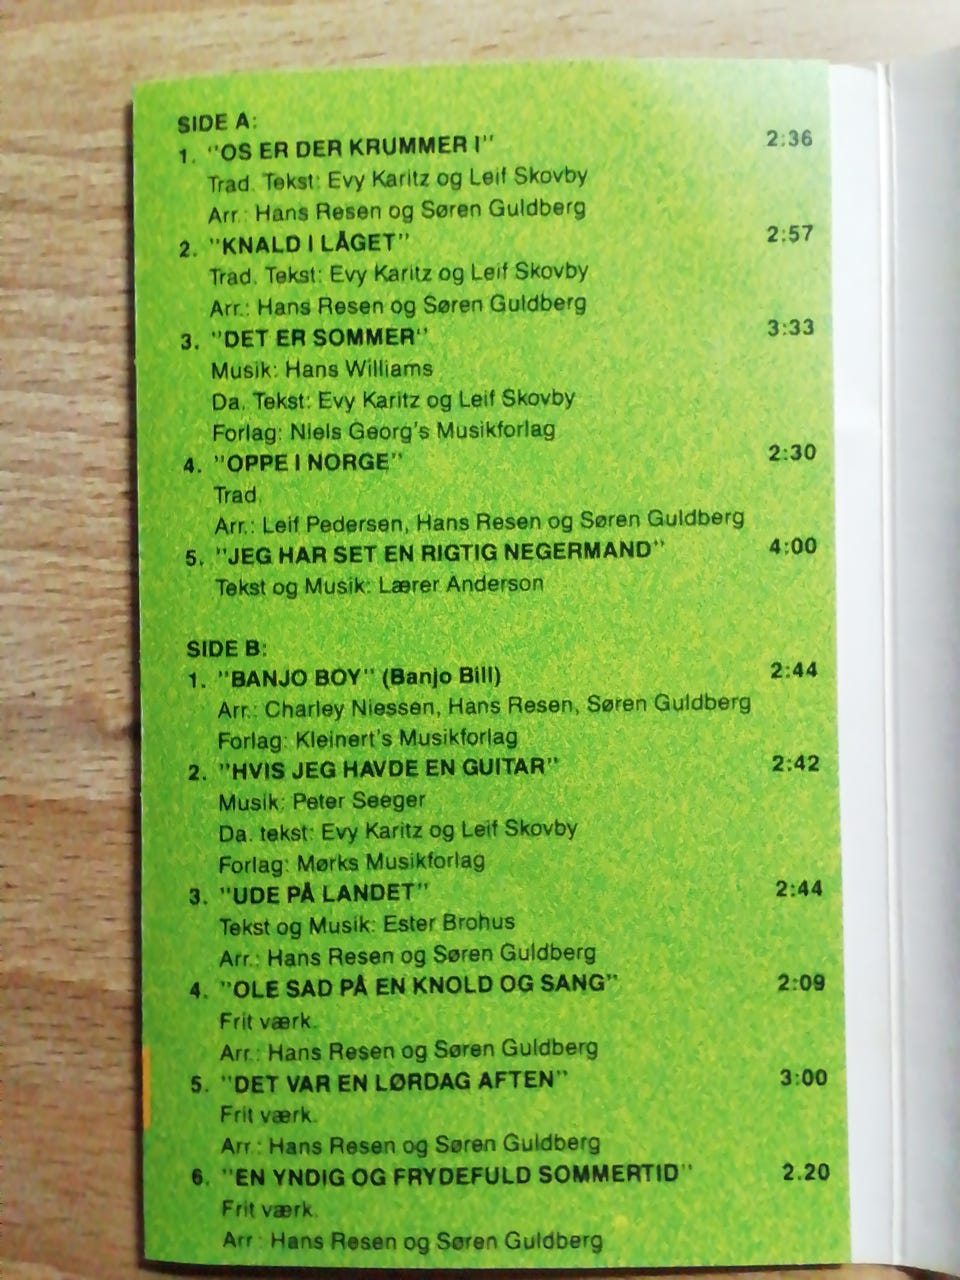 SIDE A:
1. "OS ER DER KRUMMER I" 2:36
Trad. Tekst: Evy Karitz og Leif Skovby
Arr.: Hans Resen og Søren Guldberg
2. "KNALD I LÅGET" 2:57
Trad. Tekst: Evy Karitz og Leif Skovby
Arr.: Hans Resen og Søren Guldberg
3. "DET ER SOMMER" 3:33
Musik: Hans Williams
Da. Tekst: Evy Karitz og Leif Skovby
Forlag: Niels Georg's Musikforlag
4. "OPPE I NORGE" 2:30
Trad.
Arr.: Leif Pedersen, Hans Resen og Søren Guldberg
5. "JEG HAR SET EN RIGTIG NEGERMAND" 4:00
Tekst og Musik: Lærer Anderson
SIDE B:
1. "BANJO BOY" (Banjo Bill) 2:44
Arr.: Charley Niessen, Hans Resen, Søren Guldberg
Forlag: Kleinert's Musikforlag
2. "HVIS JEG HAVDE EN GUITAR" 2:42
Musik: Peter Seeger
Da. tekst: Evy Karitz og Leif Skovby
Forlag: Mørks Musikforlag
3. "UDE PÅ LANDET" 2:44
Tekst og Musik: Ester Brohus
Arr.: Hans Resen og Søren Guldberg
4. "OLE SAD PÅ EN KNOLD OG SANG" 2:09
Frit værk.
Arr.: Hans Resen og Søren Guldberg
5. "DET VAR EN LØRDAG AFTEN" 3:00
Frit værk.
Arr.: Hans Resen og Søren Guldberg
6. "EN YNDIG OG FRYDEFULD SOMMERTID" 2.20
Frit værk.
Arr.: Hans Resen og Søren Guldberg